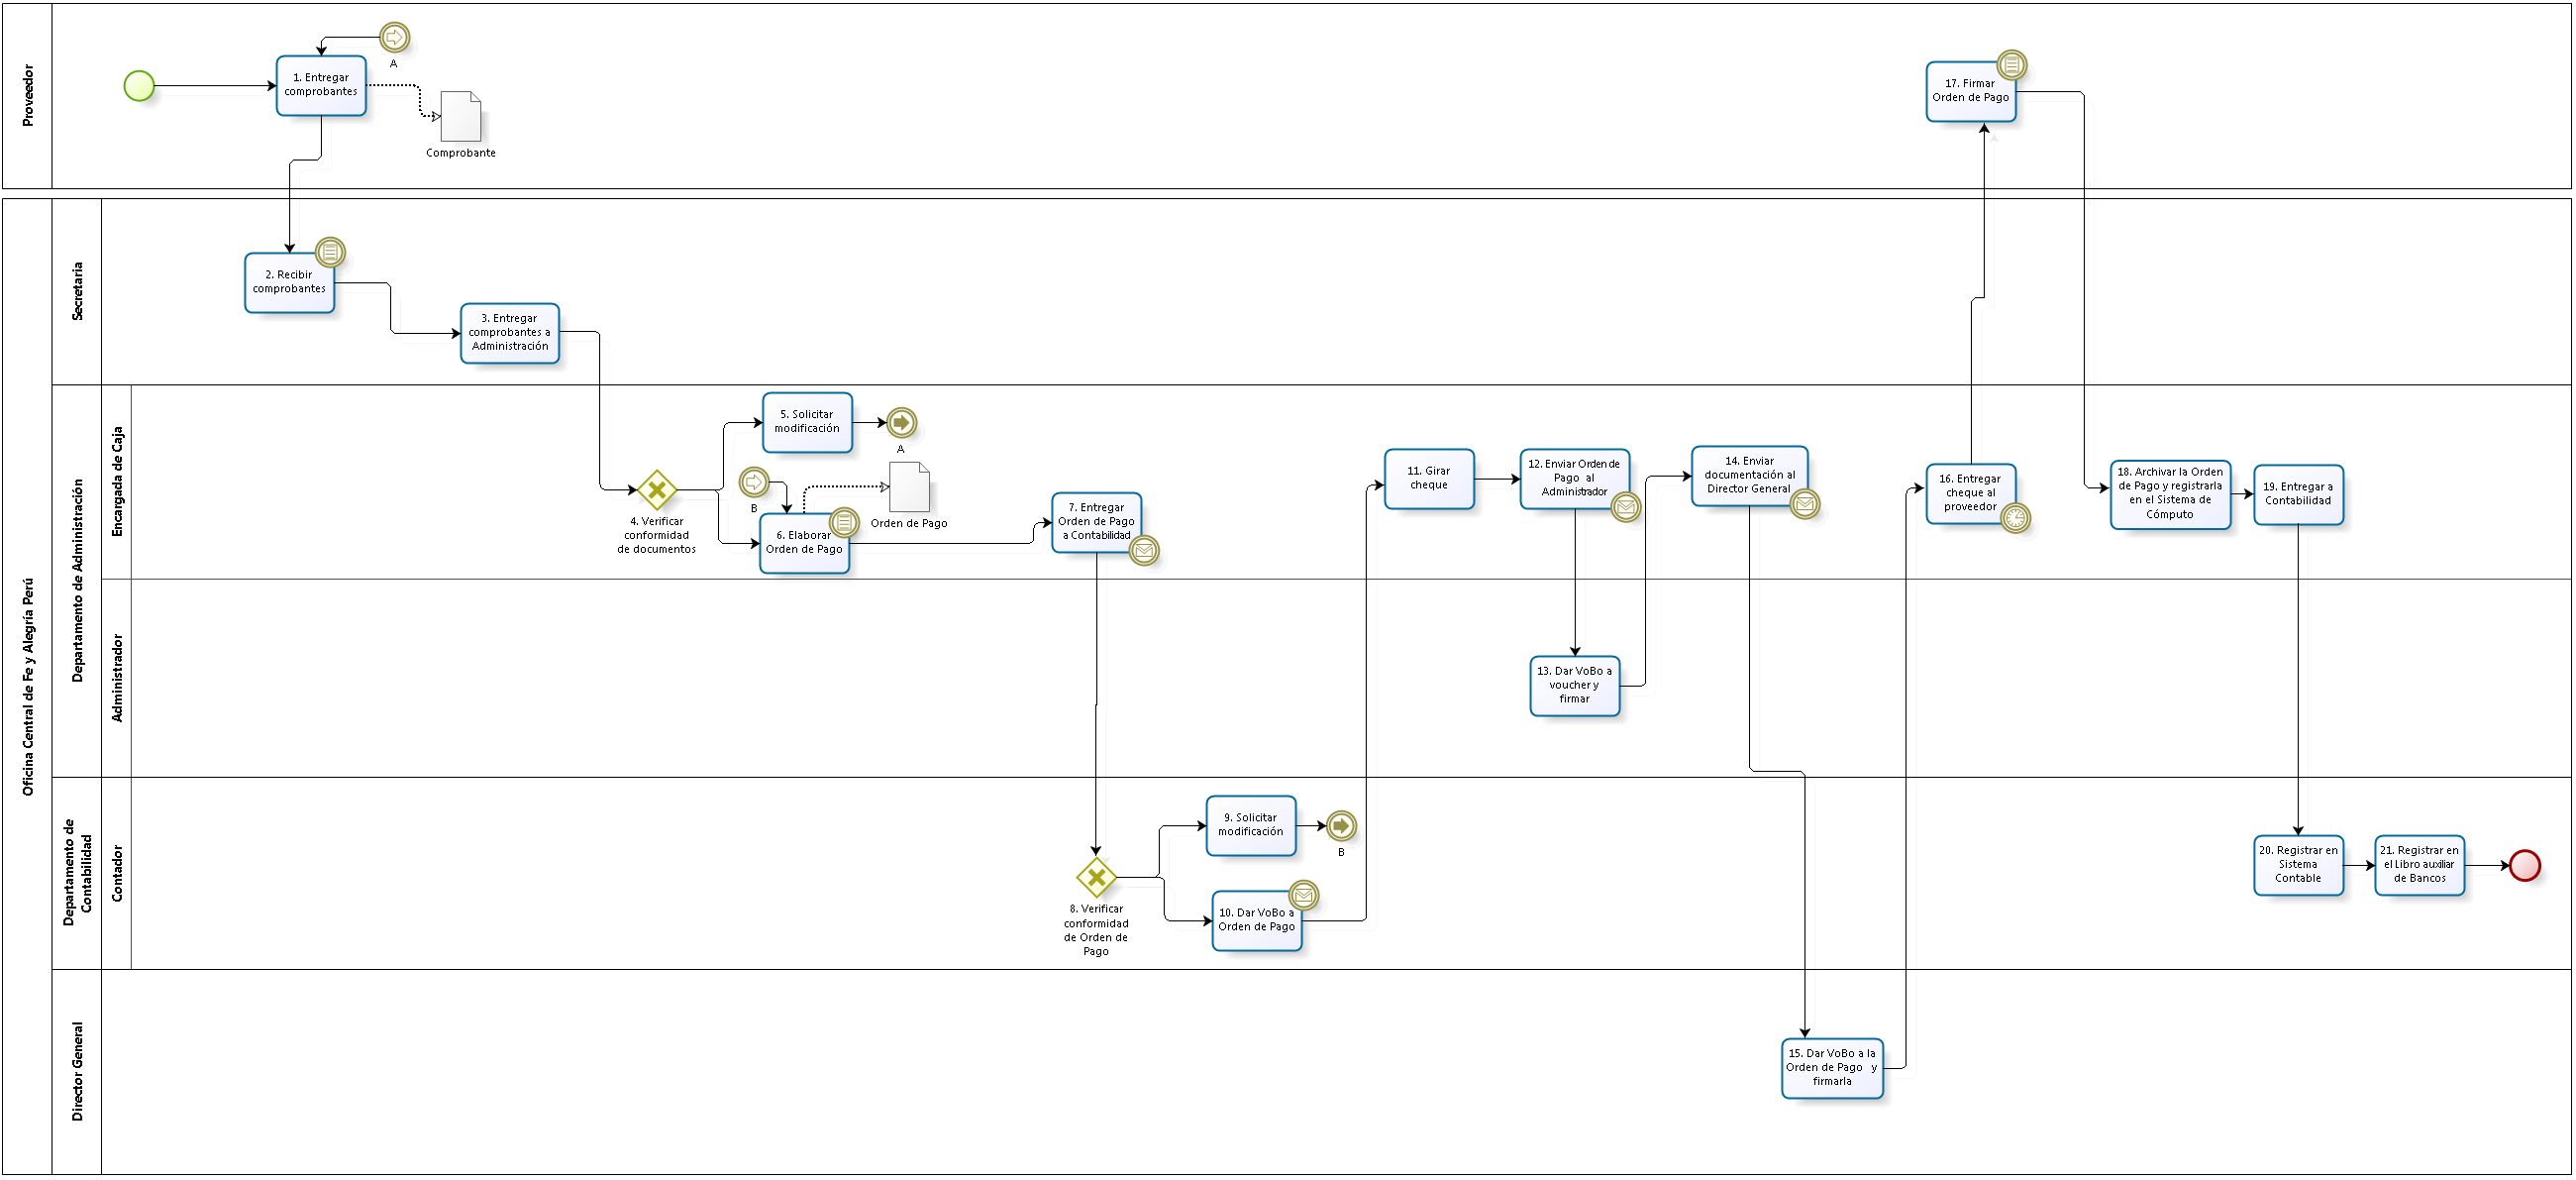 Proveedor
A
1. Entregar
comprobantes
Comprobante
17. Firmar
Orden de Pago
Oficina Central de Fe y Alegría Perú
Secretaria
2. Recibir
comprobantes
3. Entregar
comprobantes a
Administración
Departamento de Administración
Encargada de Caja
4. Verificar
conformidad
de documentos
5. Solicitar
modificación
A
B
6. Elaborar
Orden de Pago
Orden de Pago
7. Entregar
Orden de Pago
a Contabilidad
11. Girar
cheque
12. Enviar Orden de
Pago al
Administrador
14. Enviar
documentación al
Director General
16. Entregar
cheque al
proveedor
18. Archivar la Orden
de Pago y registrarla
en el Sistema de
Cómputo
19. Entregar a
Contabilidad
Administrador
13. Dar VoBo a
voucher y
firmar
Departamento de
Contabilidad
Contador
8. Verificar
conformidad
de Orden de
Pago
9. Solicitar
modificación
B
10. Dar VoBo a
Orden de Pago
20. Registrar en
Sistema
Contable
21. Registrar en
el Libro auxiliar
de Bancos
Director General
15. Dar VoBo a la
Orden de Pago y
firmarla